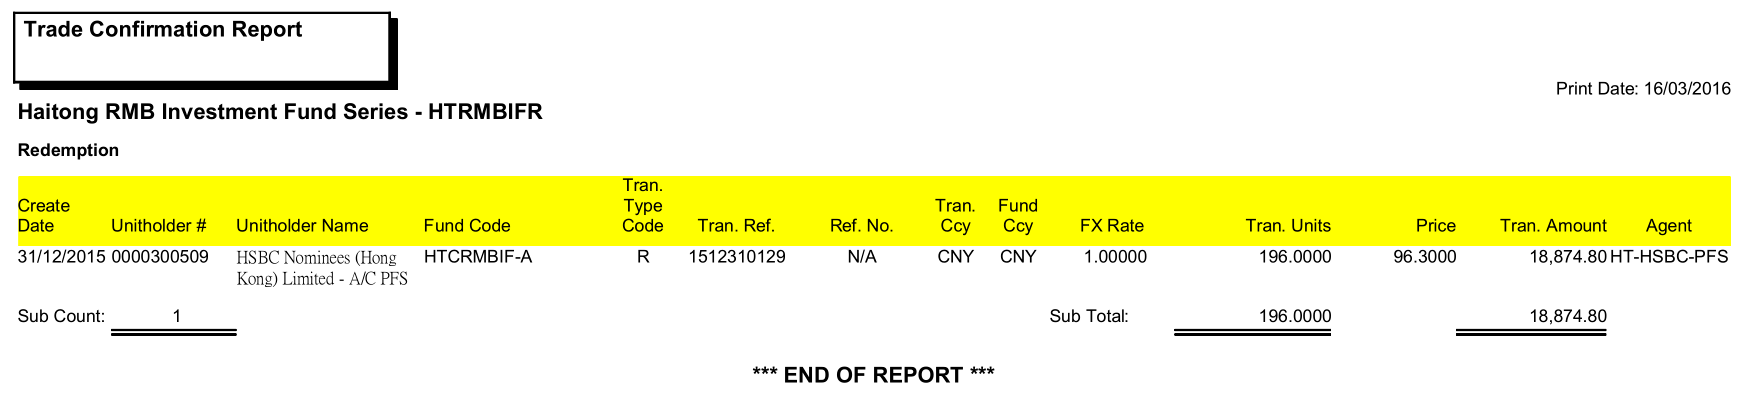 Trade Confirmation Report
Print Date: 16/03/2016
Haitong RMB Investment Fund Series - HTRMBIFR
Redemption
Create Date Unitholder # Unitholder Name Fund Code Tran. Type Code Tran. Ref. Ref. No. Tran. Ccy Fund Ccy FX Rate Tran. Units Price Tran. Amount Agent
31/12/2015 0000300509 HSBC Nominees (Hong HTCRMBIF-A R 1512310129 N/A CNY CNY 1.00000 196.0000 96.3000 18,874.80 HT-HSBC-PFS
Kong) Limited - A/C PFS
Sub Count: 1 Sub Total: 196.0000 18,874.80
*** END OF REPORT ***